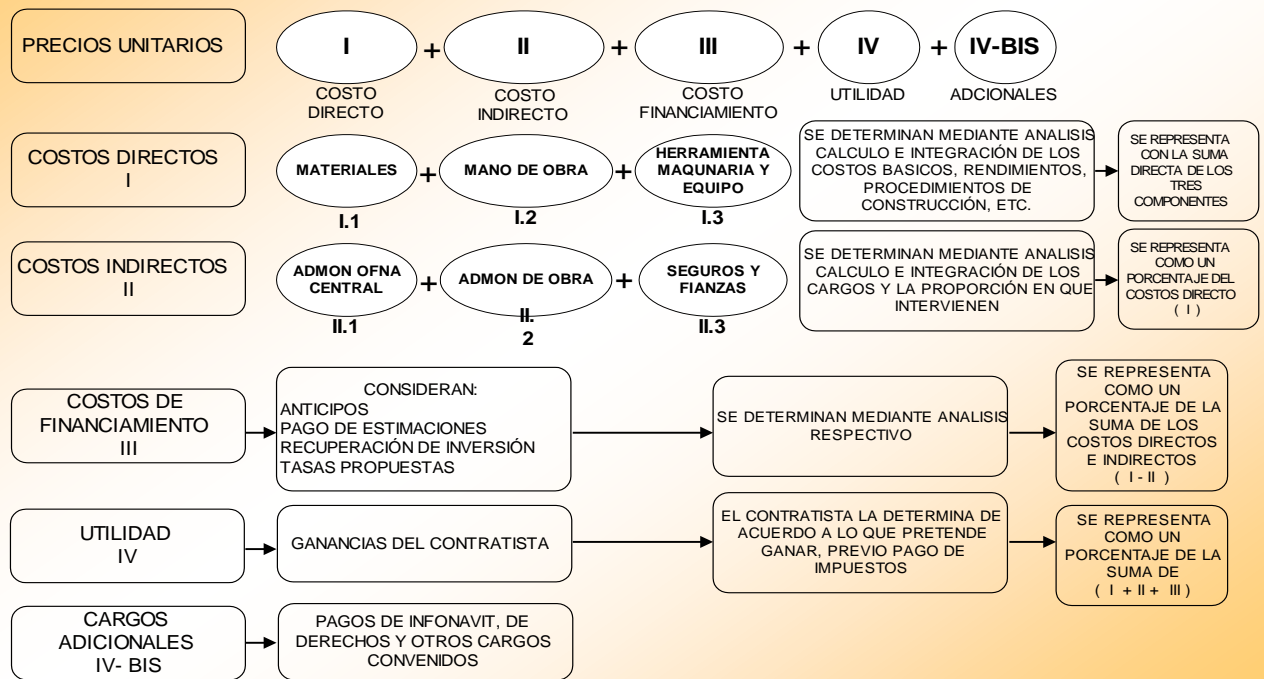 PRECIOS UNITARIOS
I + II + III + IV + IV-BIS
COSTO
DIRECTO
COSTO
INDIRECTO
COSTO
FINANCIAMIENTO
UTILIDAD
ADCIONALES
COSTOS DIRECTOS
I
MATERIALES
+
MANO DE OBRA
+
HERRAMIENTA
MAQUNARIA Y
EQUIPO
I.1
I.2
I.3
SE DETERMINAN MEDIANTE ANALISIS
CALCULO E INTEGRACIÓN DE LOS
COSTOS BASICOS, RENDIMIENTOS,
PROCEDIMIENTOS DE
CONSTRUCCIÓN, ETC.
SE REPRESENTA
CON LA SUMA
DIRECTA DE LOS
TRES
COMPONENTES
COSTOS INDIRECTOS
II
ADMON OFNA
CENTRAL
+
ADMON DE OBRA
+
SEGUROS Y
FIANZAS
II.1
II.
2
II.3
SE DETERMINAN MEDIANTE ANALISIS
CALCULO E INTEGRACIÓN DE LOS
CARGOS Y LA PROPORCIÓN EN QUE
INTERVIENEN
SE REPRESENTA
COMO UN
PORCENTAJE DEL
COSTOS DIRECTO
( I )
COSTOS DE
FINANCIAMIENTO
III
CONSIDERAN:
ANTICIPOS
PAGO DE ESTIMACIONES
RECUPERACIÓN DE INVERSIÓN
TASAS PROPUESTAS
SE DETERMINAN MEDIANTE ANALISIS
RESPECTIVO
SE REPRESENTA
COMO UN
PORCENTAJE DE LA
SUMA DE LOS
COSTOS DIRECTOS
E INDIRECTOS
( I - II )
UTILIDAD
IV
GANANCIAS DEL CONTRATISTA
EL CONTRATISTA LA DETERMINA DE
ACUERDO A LO QUE PRETENDE
GANAR, PREVIO PAGO DE
IMPUESTOS
SE REPRESENTA
COMO UN
PORCENTAJE DE LA
SUMA DE
( I + II + III)
CARGOS
ADICIONALES
IV- BIS
PAGOS DE INFONAVIT, DE
DERECHOS Y OTROS CARGOS
CONVENIDOS